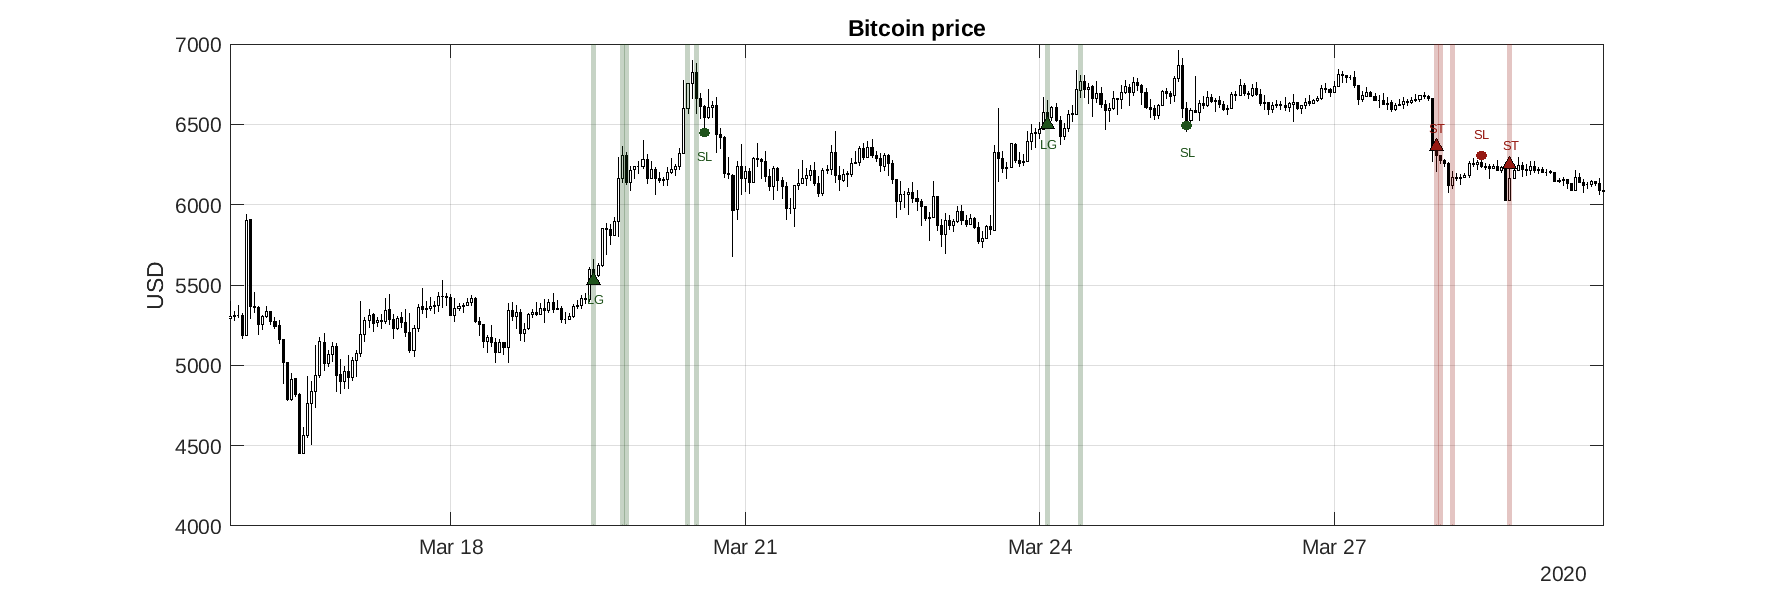 Bitcoin price
7000
6500
6000
5500
5000
4500
4000
USD
LG
SL
LG
SL
ST
SL
ST
Mar 18
Mar 21
Mar 24
Mar 27
2020